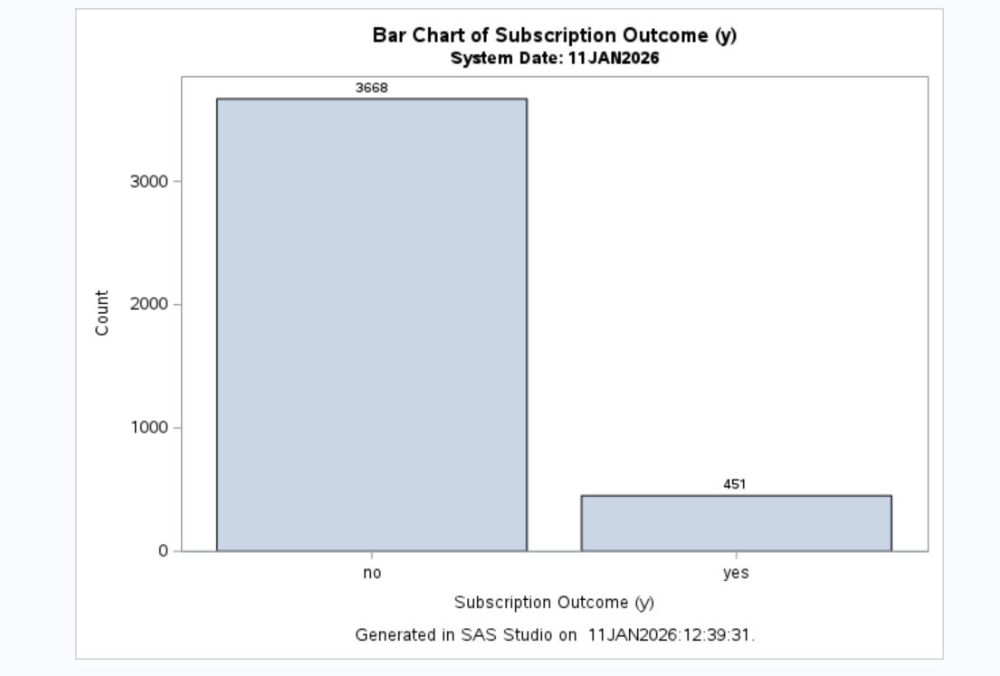 Bar Chart of Subscription Outcome (y)
System Date: 11JAN2026
3668
3000
2000
1000
0
Count
451
no
yes
Subscription Outcome (y)
Generated in SAS Studio on  11JAN2026:12:39:31.